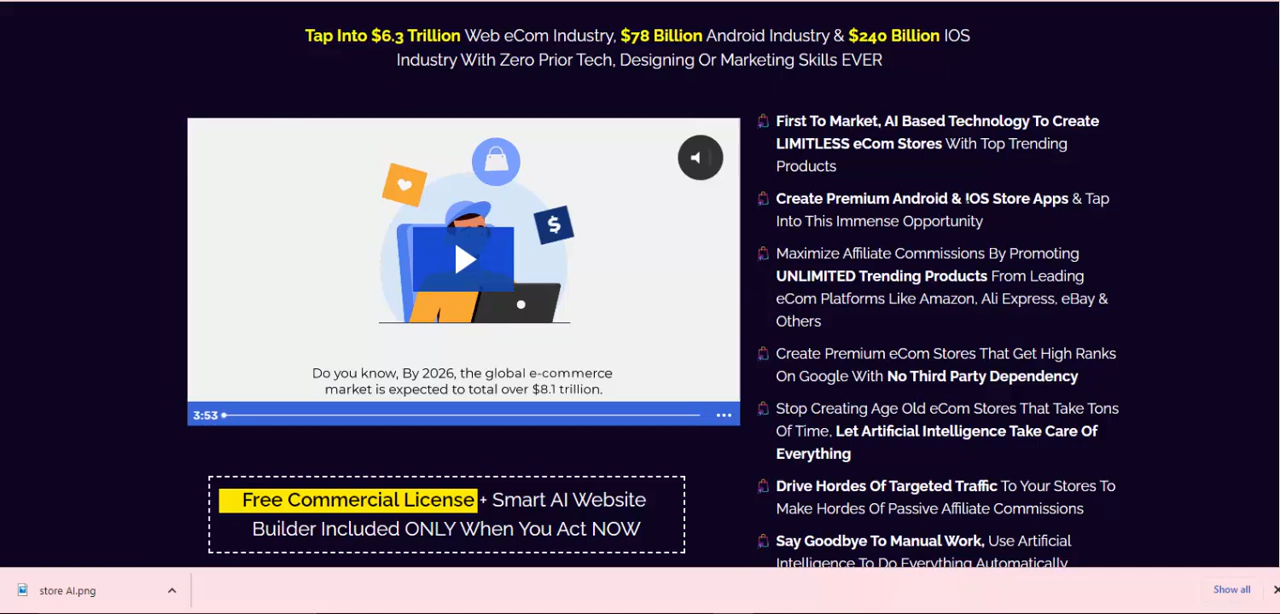 Tap Into $6.3 Trillion Web eCom Industry, $78 Billion Android Industry & $240 Billion IOS
Industry With Zero Prior Tech, Designing Or Marketing Skills EVER
Do you know, By 2026, the global e-commerce
market is expected to total over $8.1 trillion.
3:53
Free Commercial License + Smart AI Website
Builder Included ONLY When You Act NOW
First To Market, AI Based Technology To Create
LIMITLESS eCom Stores With Top Trending
Products
Create Premium Android & IOS Store Apps & Tap
Into This Immense Opportunity
Maximize Affiliate Commissions By Promoting
UNLIMITED Trending Products From Leading
eCom Platforms Like Amazon, Ali Express, eBay &
Others
Create Premium eCom Stores That Get High Ranks
On Google With No Third Party Dependency
Stop Creating Age Old eCom Stores That Take Tons
Of Time, Let Artificial Intelligence Take Care Of
Everything
Drive Hordes Of Targeted Traffic To Your Stores To
Make Hordes Of Passive Affiliate Commissions
Say Goodbye To Manual Work, Use Artificial
Intelligence To Do Everything Automatically
store AI.png
Show all